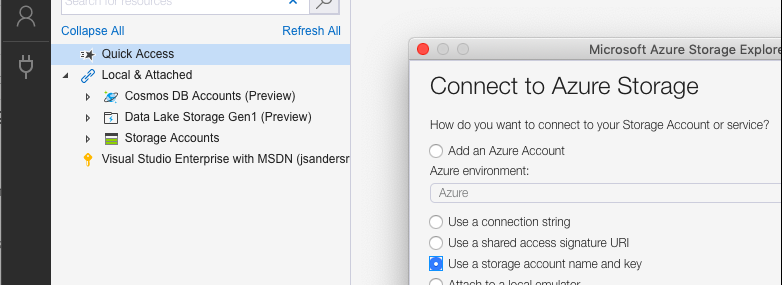 Search for resources
Collapse All
Refresh All
Quick Access
Local & Attached
Cosmos DB Accounts (Preview)
Data Lake Storage Gen1 (Preview)
Storage Accounts
Visual Studio Enterprise with MSDN (jsandersr
Microsoft Azure Storage Explore
Connect to Azure Storage
How do you want to connect to your Storage Account or service?
Add an Azure Account
Azure environment:
Azure
Use a connection string
Use a shared access signature URI
Use a storage account name and key
Attach to a local emulator